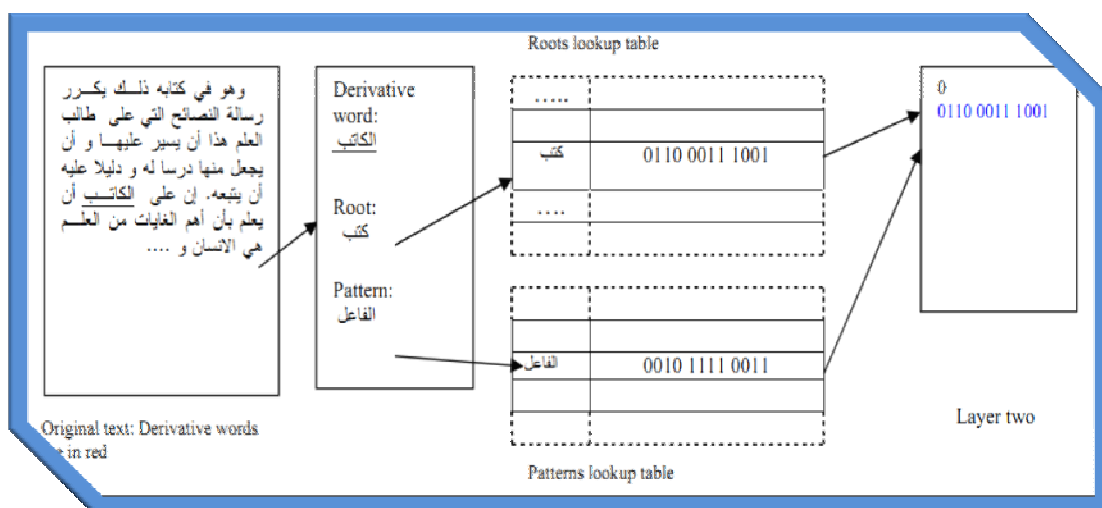 Roots lookup table
وهو في كتابه ذلك يكرر
رسالة النصائح التي على طالب
العلم هذا أن يسير عليها و أن
يجعل منها درسا له و دليلا عليه
أن يتبعه. إن على الكاتب أن
يعلم بأن أهم الغايات من العلم
هي الانسان و ....
Original text: Derivative words
in red
Derivative
word:
الكاتب
Root:
كتب
Pattern:
الفاعل
.....
كتب 0110 0011 1001
....
الفاعل 0010 1111 0011
Patterns lookup table
0
0110 0011 1001
Layer two